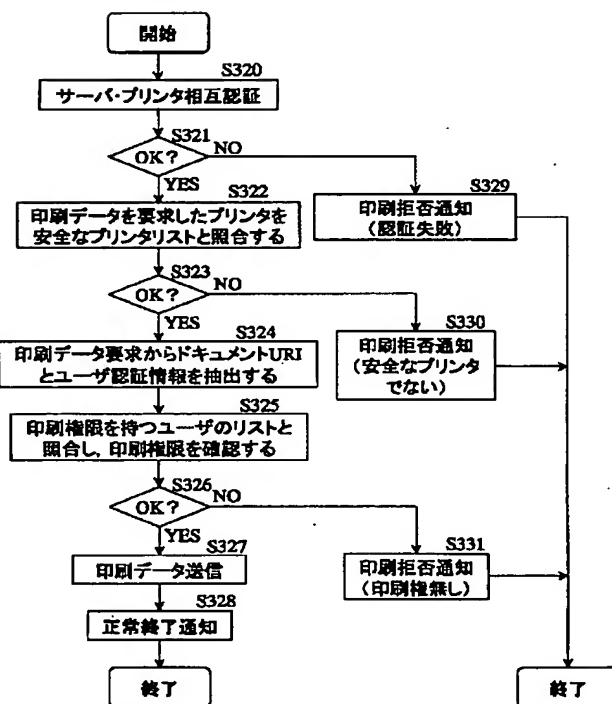 開始
S320
サーバ・プリンタ相互認証
S321
OK?
NO
YES
S322
S329
印刷データを要求したプリンタを
安全なプリンタリストと照合する
印刷拒否通知
(認証失敗)
S323
OK?
NO
YES
S324
S330
印刷データ要求からドキュメントURI
とユーザ認証情報を抽出する
印刷拒否通知
(安全なプリンタ
でない)
S325
印刷権限を持つユーザのリストと
照合し,印刷権限を確認する
S326
OK?
NO
YES
S327
S331
印刷データ送信
印刷拒否通知
(印刷権無し)
S328
正常終了通知
終了
終了